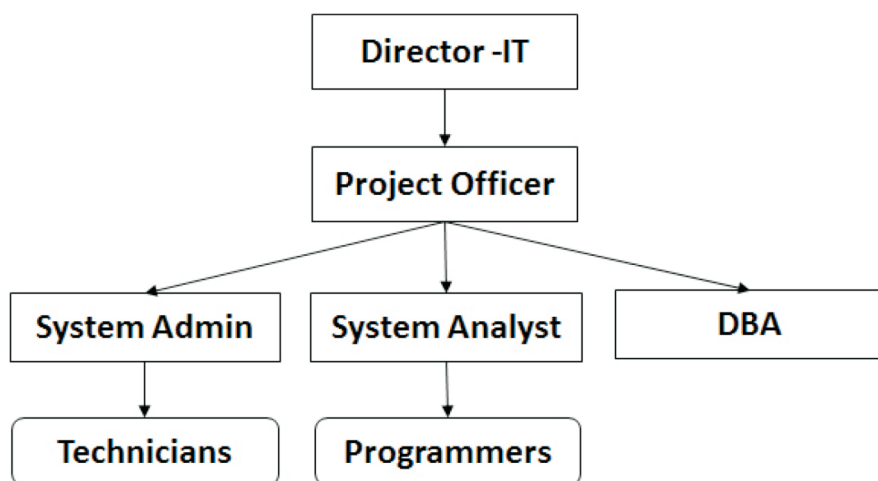 Director -IT
Project Officer
System Admin
System Analyst
DBA
Technicians
Programmers